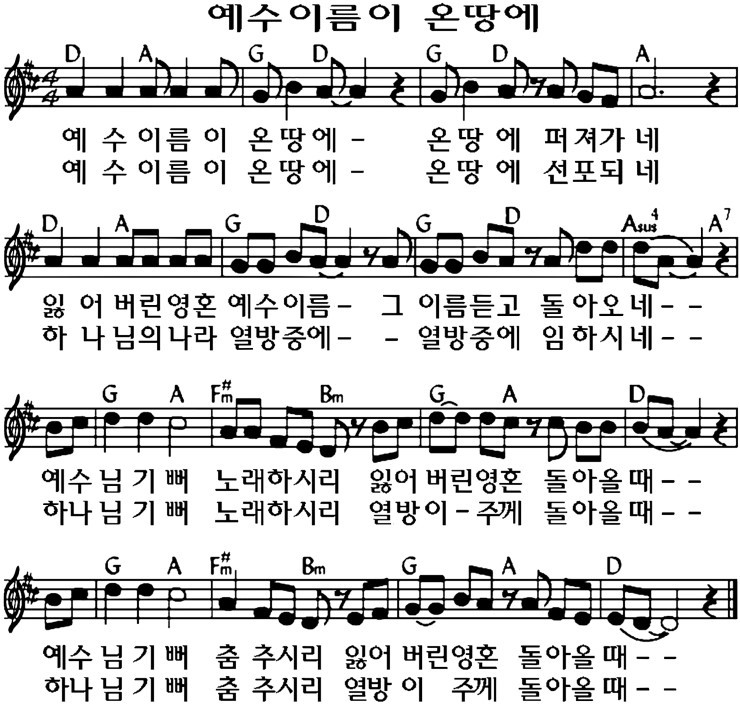 예수이름이 온땅에
D A G D G D A
4 4
예 수 이 름 이 온 땅 에 - 온 땅 에 퍼 져 가 네
예 수 이 름 이 온 땅 에 - 온 땅 에 선 포 되 네
D A G D G D Asus4 A7
잃 어 버 린 영 혼 예 수 이 름 - 그 이 름 듣 고 돌 아 오 네 - -
하 나 님 의 나 라 열 방 중 에 - - 열 방 중 에 임 하 시 네 - -
G A F#m Bm G A D
예 수 님 기 뻐 노 래 하 시 리 잃 어 버 린 영 혼 돌 아 올 때 - -
하 나 님 기 뻐 노 래 하 시 리 열 방 이 - 주 께 돌 아 올 때 - -
G A F#m Bm G A D
예 수 님 기 뻐 춤 추 시 리 잃 어 버 린 영 혼 돌 아 올 때 - -
하 나 님 기 뻐 춤 추 시 리 열 방 이 주 께 돌 아 올 때 - -